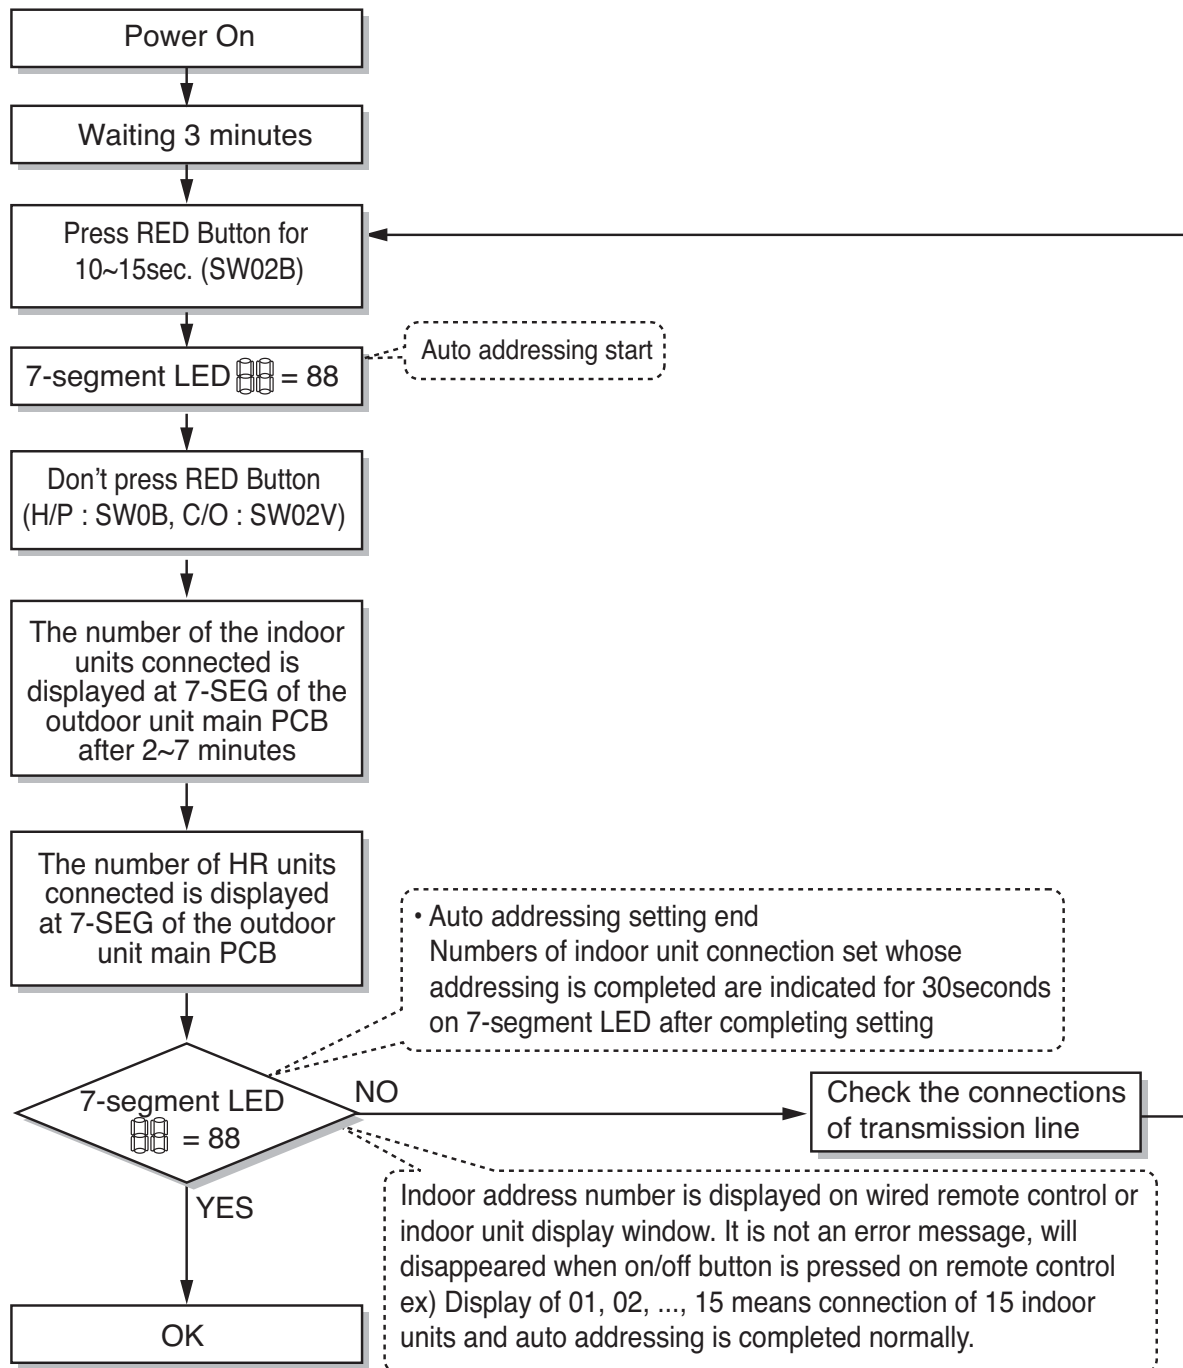 Power On
Waiting 3 minutes
Press RED Button for
10~15sec. (SW02B)
7-segment LED 88 = 88
Auto addressing start
Don't press RED Button
(H/P : SW0B, C/O : SW02V)
The number of the indoor
units connected is
displayed at 7-SEG of the
outdoor unit main PCB
after 2~7 minutes
The number of HR units
connected is displayed
at 7-SEG of the outdoor
unit main PCB
• Auto addressing setting end
Numbers of indoor unit connection set whose
addressing is completed are indicated for 30seconds
on 7-segment LED after completing setting
7-segment LED
88 = 88
NO
Check the connections
of transmission line
YES
Indoor address number is displayed on wired remote control or
indoor unit display window. It is not an error message, will
disappeared when on/off button is pressed on remote control
ex) Display of 01, 02, ..., 15 means connection of 15 indoor
units and auto addressing is completed normally.
OK